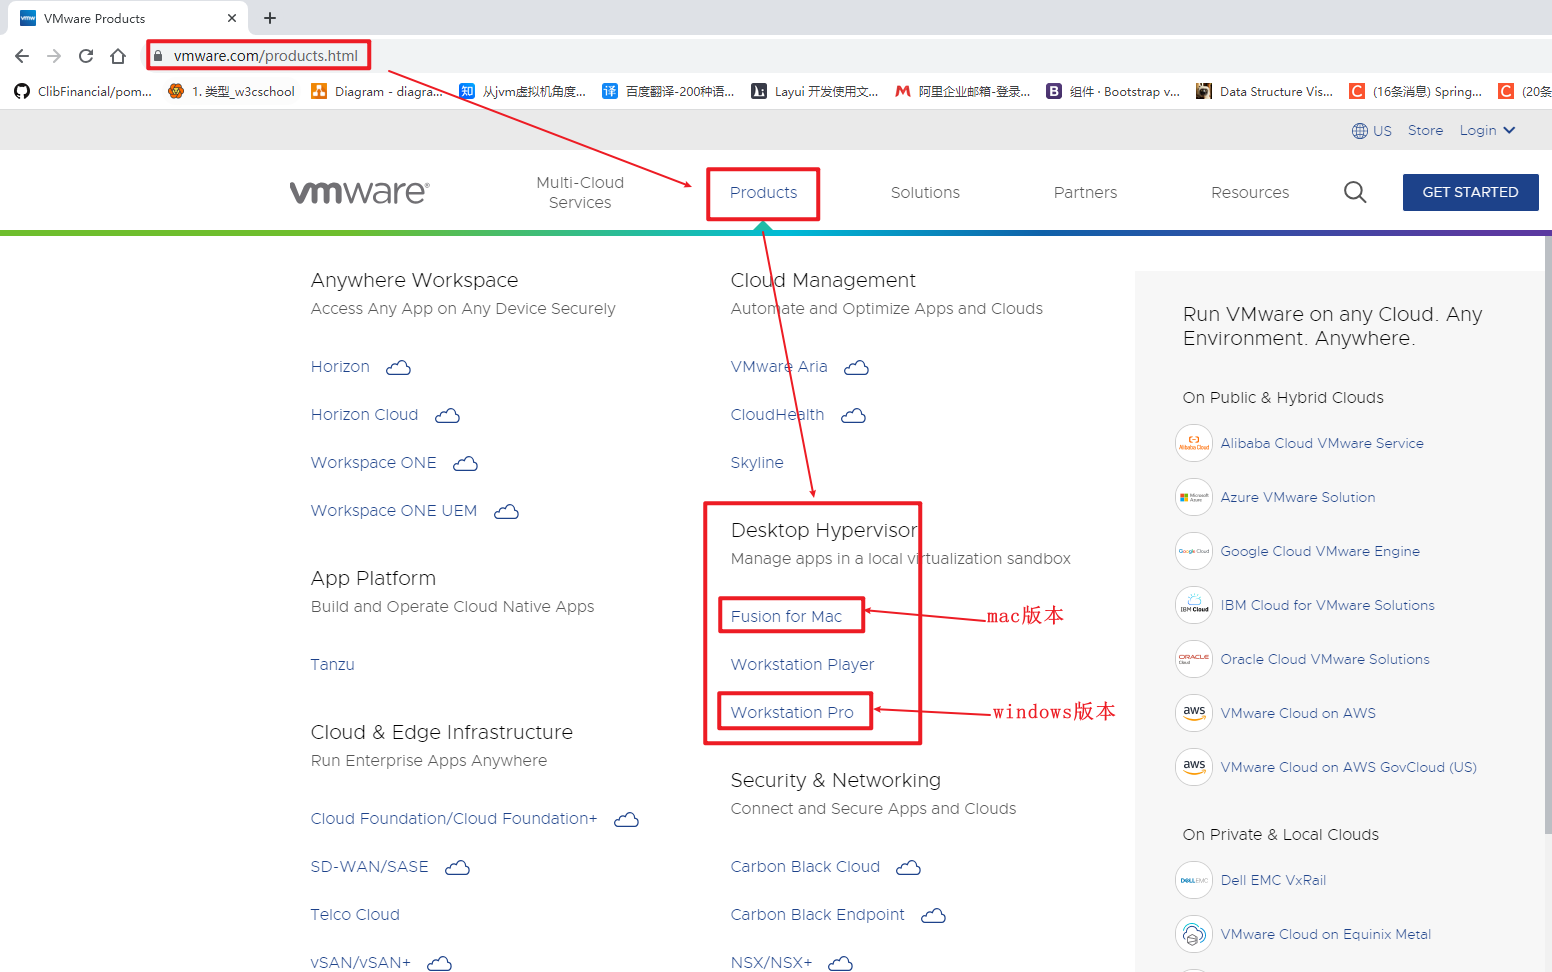 VMware Products
vmware.com/products.html
ClibFinancial/pom...
1. 类型_w3cschool
Diagram - diagra...
知 从jvm虚拟机角度...
译 百度翻译-200种语...
Layui 开发使用文...
阿里企业邮箱-登录...
B 组件 · Bootstrap v...
Data Structure Vis...
C (16条消息) Spring...
C (20条
US
Store
Login
vmware®
Multi-Cloud
Services
Products
Solutions
Partners
Resources
GET STARTED
Anywhere Workspace
Access Any App on Any Device Securely
Horizon
Horizon Cloud
Workspace ONE
Workspace ONE UEM
App Platform
Build and Operate Cloud Native Apps
Tanzu
Cloud & Edge Infrastructure
Run Enterprise Apps Anywhere
Cloud Foundation/Cloud Foundation+
SD-WAN/SASE
Telco Cloud
vSAN/vSAN+
Cloud Management
Automate and Optimize Apps and Clouds
VMware Aria
CloudHealth
Skyline
Desktop Hypervisor
Manage apps in a local virtualization sandbox
Fusion for Mac
mac版本
Workstation Player
Workstation Pro
windows版本
Security & Networking
Connect and Secure Apps and Clouds
Carbon Black Cloud
Carbon Black Endpoint
NSX/NSX+
Run VMware on any Cloud. Any
Environment. Anywhere.
On Public & Hybrid Clouds
Alibaba Cloud VMware Service
Azure VMware Solution
Google Cloud VMware Engine
IBM Cloud for VMware Solutions
Oracle Cloud VMware Solutions
aws VMware Cloud on AWS
aws VMware Cloud on AWS GovCloud (US)
On Private & Local Clouds
Dell EMC VxRail
VMware Cloud on Equinix Metal